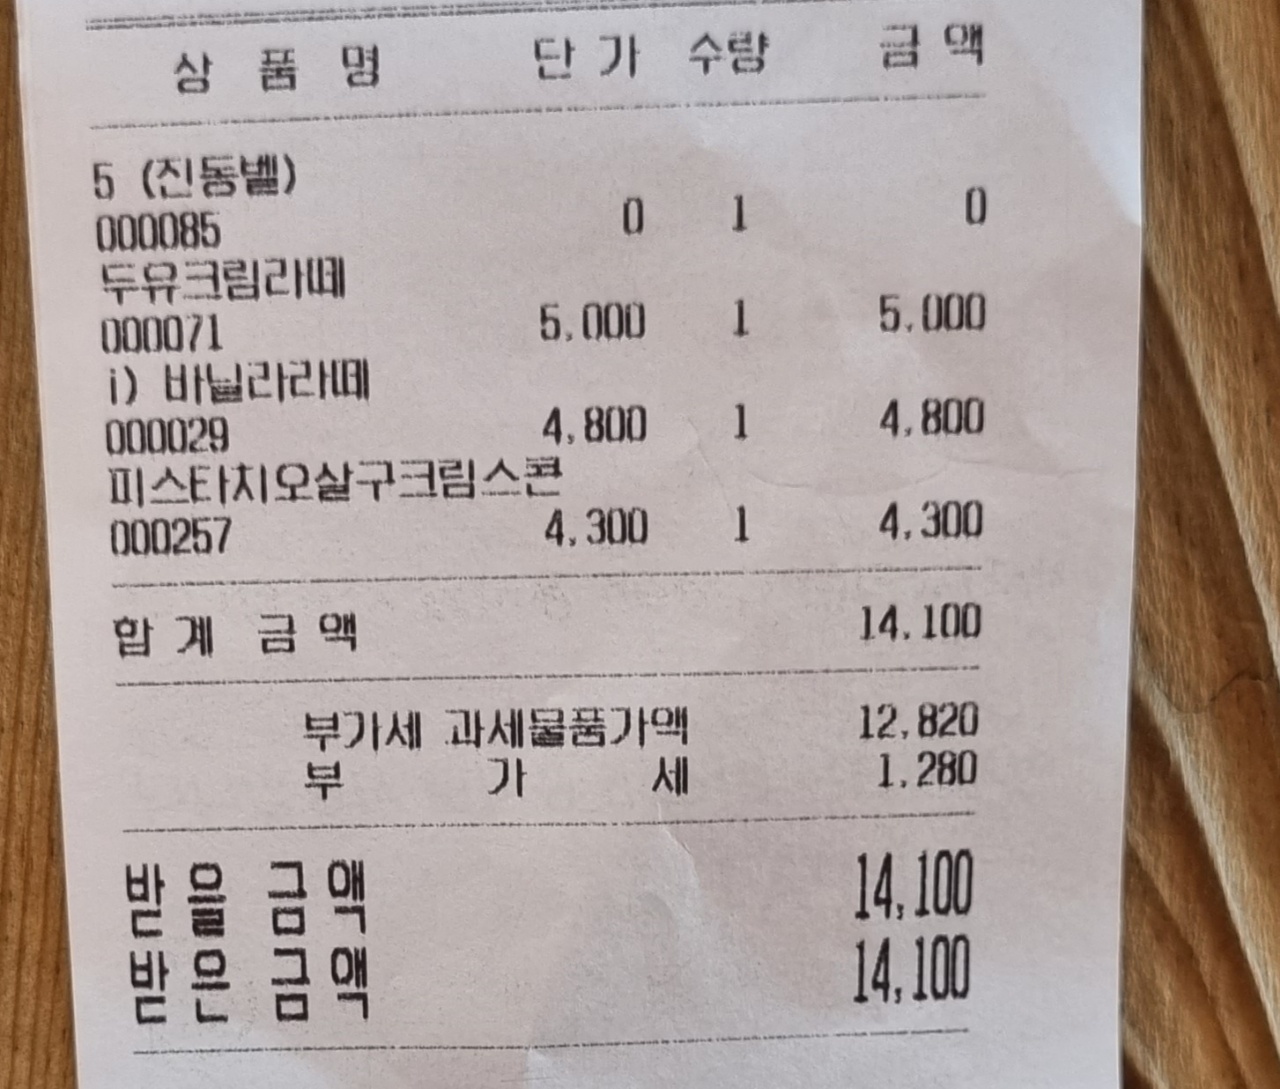 상 품 명 단 가 수량 금 액
5 (진동벨)
000085 0 1 0
두유크림라떼
000071 5,000 1 5,000
i) 바닐라라떼
000029 4,800 1 4,800
피스타치오살구크림스콘
000257 4,300 1 4,300
합 계 금 액 14,100
부가세 과세물품가액 12,820
부 가 세 1,280
받 을 금 액 14,100
받 은 금 액 14,100